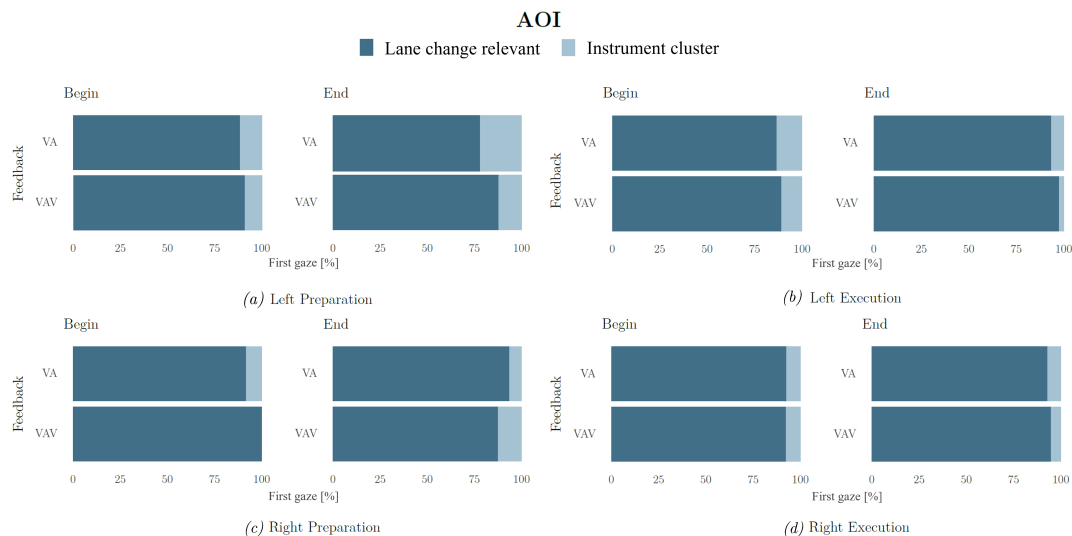 AOI
Lane change relevant Instrument cluster
Begin End Begin End
Feedback VA VA Feedback VA VA
VAV VAV VAV VAV
0 25 50 75 100 0 25 50 75 100 0 25 50 75 100 0 25 50 75 100
First gaze [%] First gaze [%]
(a) Left Preparation (b) Left Execution
Begin End Begin End
Feedback VA VA Feedback VA VA
VAV VAV VAV VAV
0 25 50 75 100 0 25 50 75 100 0 25 50 75 100 0 25 50 75 100
First gaze [%] First gaze [%]
(c) Right Preparation (d) Right Execution